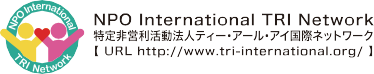 NPO International
TRI Network
NPO International TRI Network
特定非営利活動法人ティー・アール・アイ国際ネットワーク
【 URL http://www.tri-international.org/ 】